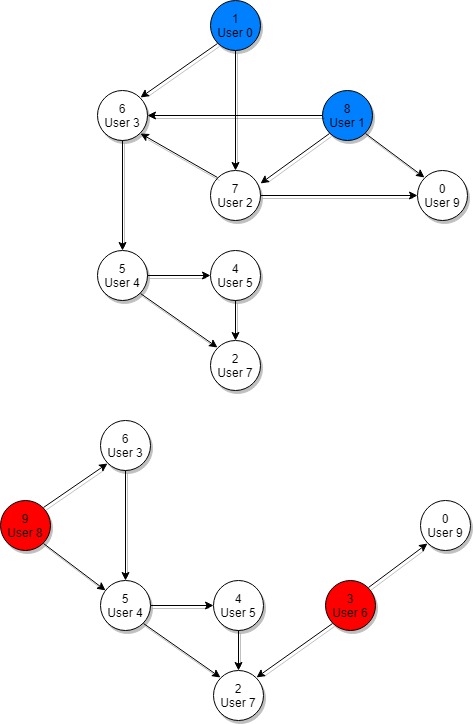 1
User 0
6
User 3
8
User 1
7
User 2
0
User 9
5
User 4
4
User 5
2
User 7
6
User 3
9
User 8
0
User 9
5
User 4
4
User 5
3
User 6
2
User 7